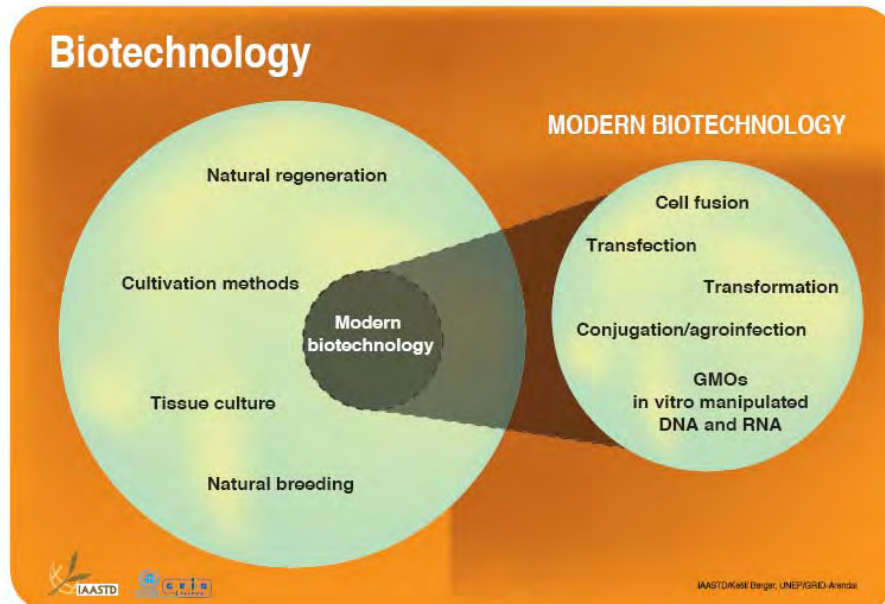 Biotechnology
MODERN BIOTECHNOLOGY
Natural regeneration
Cultivation methods
Modern
biotechnology
Tissue culture
Natural breeding
Cell fusion
Transfection
Transformation
Conjugation/agroinfection
GMOs
in vitro manipulated
DNA and RNA
IAASTD
G R I D
IAASTD/Ketill Berger, UNEP/GRID-Arendal